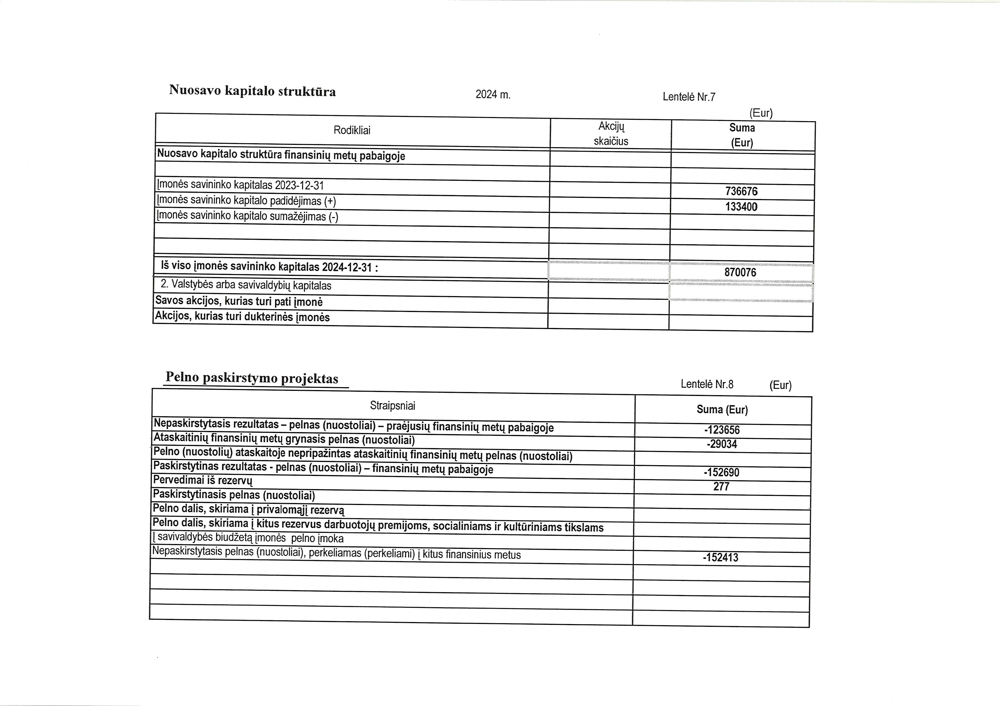 Nuosavo kapitalo struktūra 2024 m. Lentelė Nr.7
(Eur)
Rodikliai Akcijų skaičius Suma (Eur)
Nuosavo kapitalo struktūra finansinių metų pabaigoje
Įmonės savininko kapitalas 2023-12-31 736676
Įmonės savininko kapitalo padidėjimas (+) 133400
Įmonės savininko kapitalo sumažėjimas (-)
Iš viso įmonės savininko kapitalas 2024-12-31 : 870076
2. Valstybės arba savivaldybių kapitalas
Savos akcijos, kurias turi pati įmonė
Akcijos, kurias turi dukterinės įmonės
Pelno paskirstymo projektas Lentelė Nr.8 (Eur)
Straipsniai Suma (Eur)
Nepaskirstytasis rezultatas – pelnas (nuostoliai) – praėjusių finansinių metų pabaigoje -123656
Ataskaitinių finansinių metų grynasis pelnas (nuostoliai) -29034
Pelno (nuostolių) ataskaitoje nepripažintas ataskaitinių finansinių metų pelnas (nuostoliai)
Paskirstytinas rezultatas - pelnas (nuostoliai) – finansinių metų pabaigoje -152690
Pervedimai iš rezervų 277
Paskirstytinasis pelnas (nuostoliai)
Pelno dalis, skiriama į privalomąjį rezervą
Pelno dalis, skiriama į kitus rezervus darbuotojų premijoms, socialiniams ir kultūriniams tikslams
Į savivaldybės biudžetą įmonės pelno įmoka
Nepaskirstytasis pelnas (nuostoliai), perkeliamas (perkeliami) į kitus finansinius metus -152413